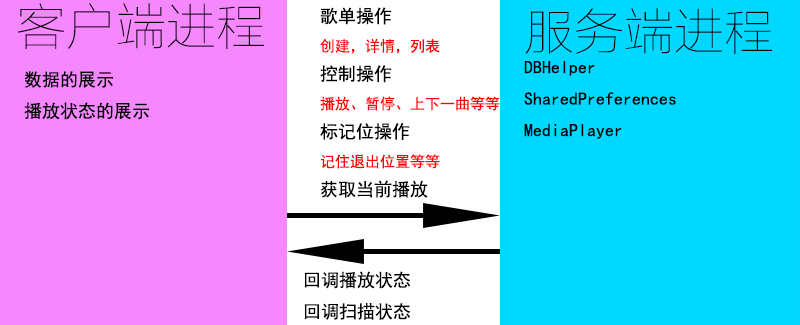 客户端进程
数据的展示
播放状态的展示
歌单操作
创建，详情，列表
控制操作
播放、暂停、上下一曲等等
标记位操作
记住退出位置等等
获取当前播放
回调播放状态
回调扫描状态
服务端进程
DBHelper
SharedPreferences
MediaPlayer